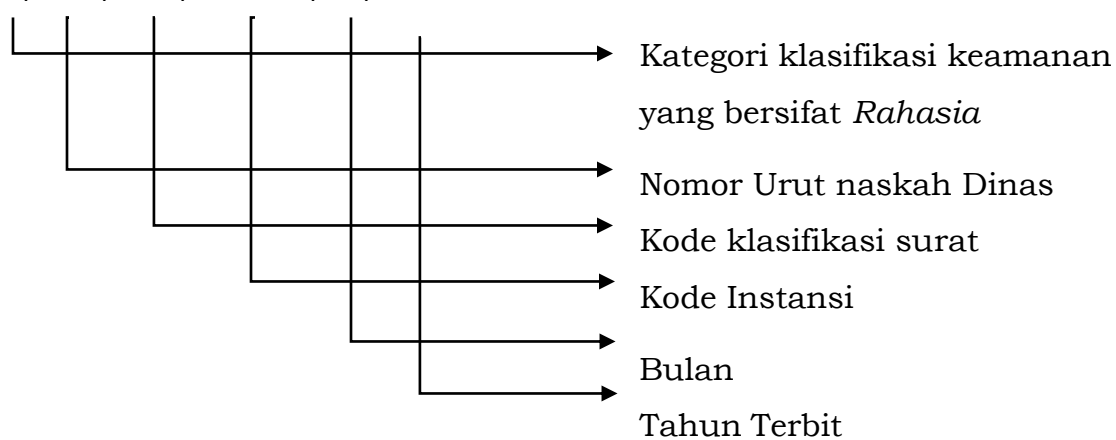 Kategori klasifikasi keamanan
yang bersifat Rahasia
Nomor Urut naskah Dinas
Kode klasifikasi surat
Kode Instansi
Bulan
Tahun Terbit